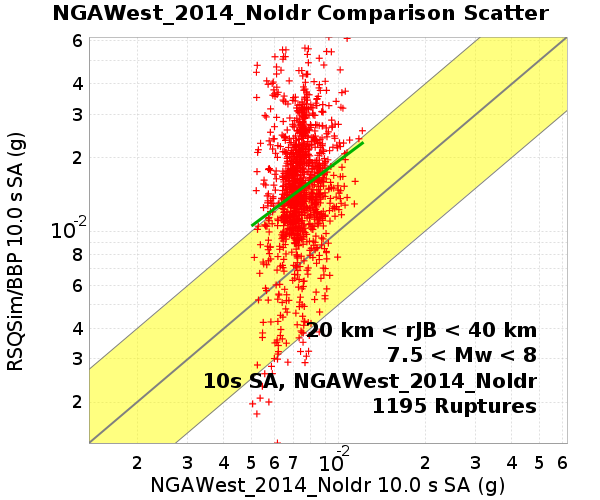 NGAWest_2014_NoIdr Comparison Scatter
6
4
3
2
10-2
8
6
4
3
2
RSQSim/BBP 10.0 s SA (g)
20 km < rJB < 40 km
7.5 < Mw < 8
10s SA, NGAWest_2014_NoIdr
1195 Ruptures
2 3 4 5 6 7 10-2 2 3 4 5 6
NGAWest_2014_NoIdr 10.0 s SA (g)